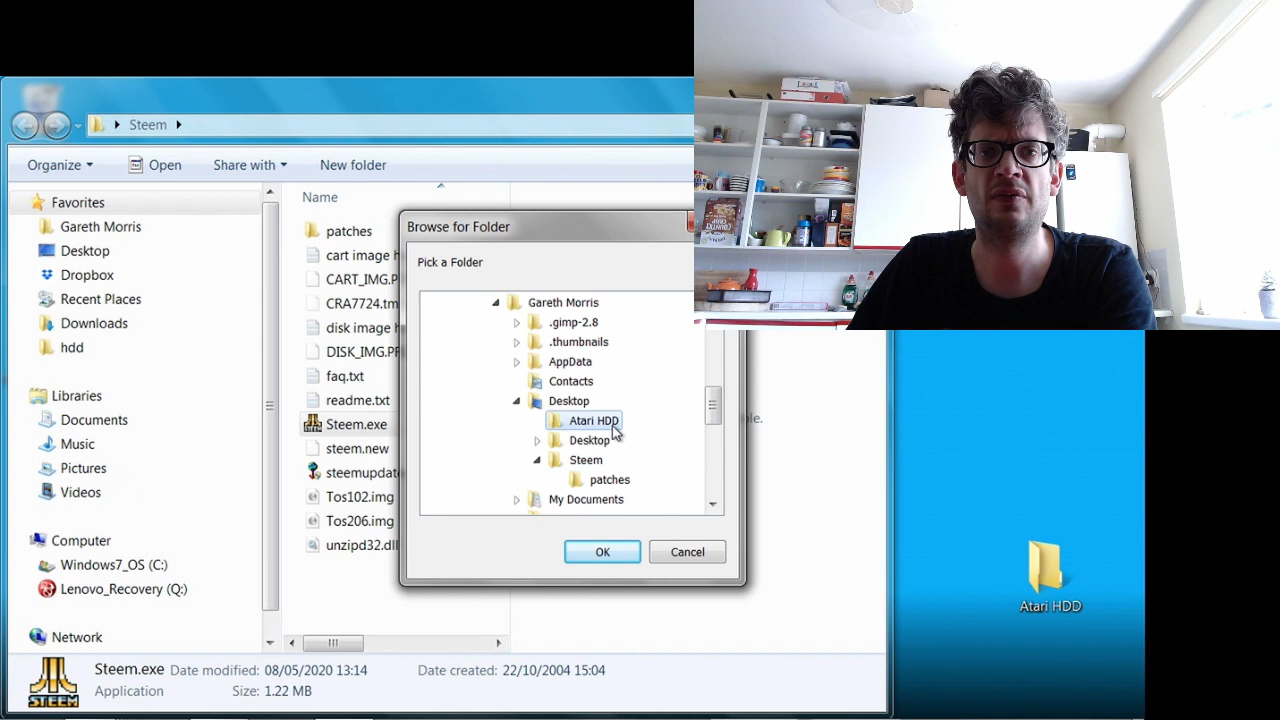 Steem
Organize
Open
Share with
New folder
Favorites
Gareth Morris
Desktop
Dropbox
Recent Places
Downloads
hdd
Libraries
Documents
Music
Pictures
Videos
Computer
Windows7_OS (C:)
Lenovo_Recovery (Q:)
Network
Name
patches
cart image h
CART_IMG.P
CRA7724.tm
disk image h
DISK_IMG.PF
faq.txt
readme.txt
Steem.exe
steem.new
steemupdat
Tos102.img
Tos206.img
unzipd32.dll
Browse for Folder
Pick a Folder
Gareth Morris
.gimp-2.8
.thumbnails
AppData
Contacts
Desktop
Atari HDD
Desktop
Steem
patches
My Documents
OK
Cancel
le.
Atari HDD
STEEM
Steem.exe Date modified: 08/05/2020 13:14 Date created: 22/10/2004 15:04
Application Size: 1.22 MB